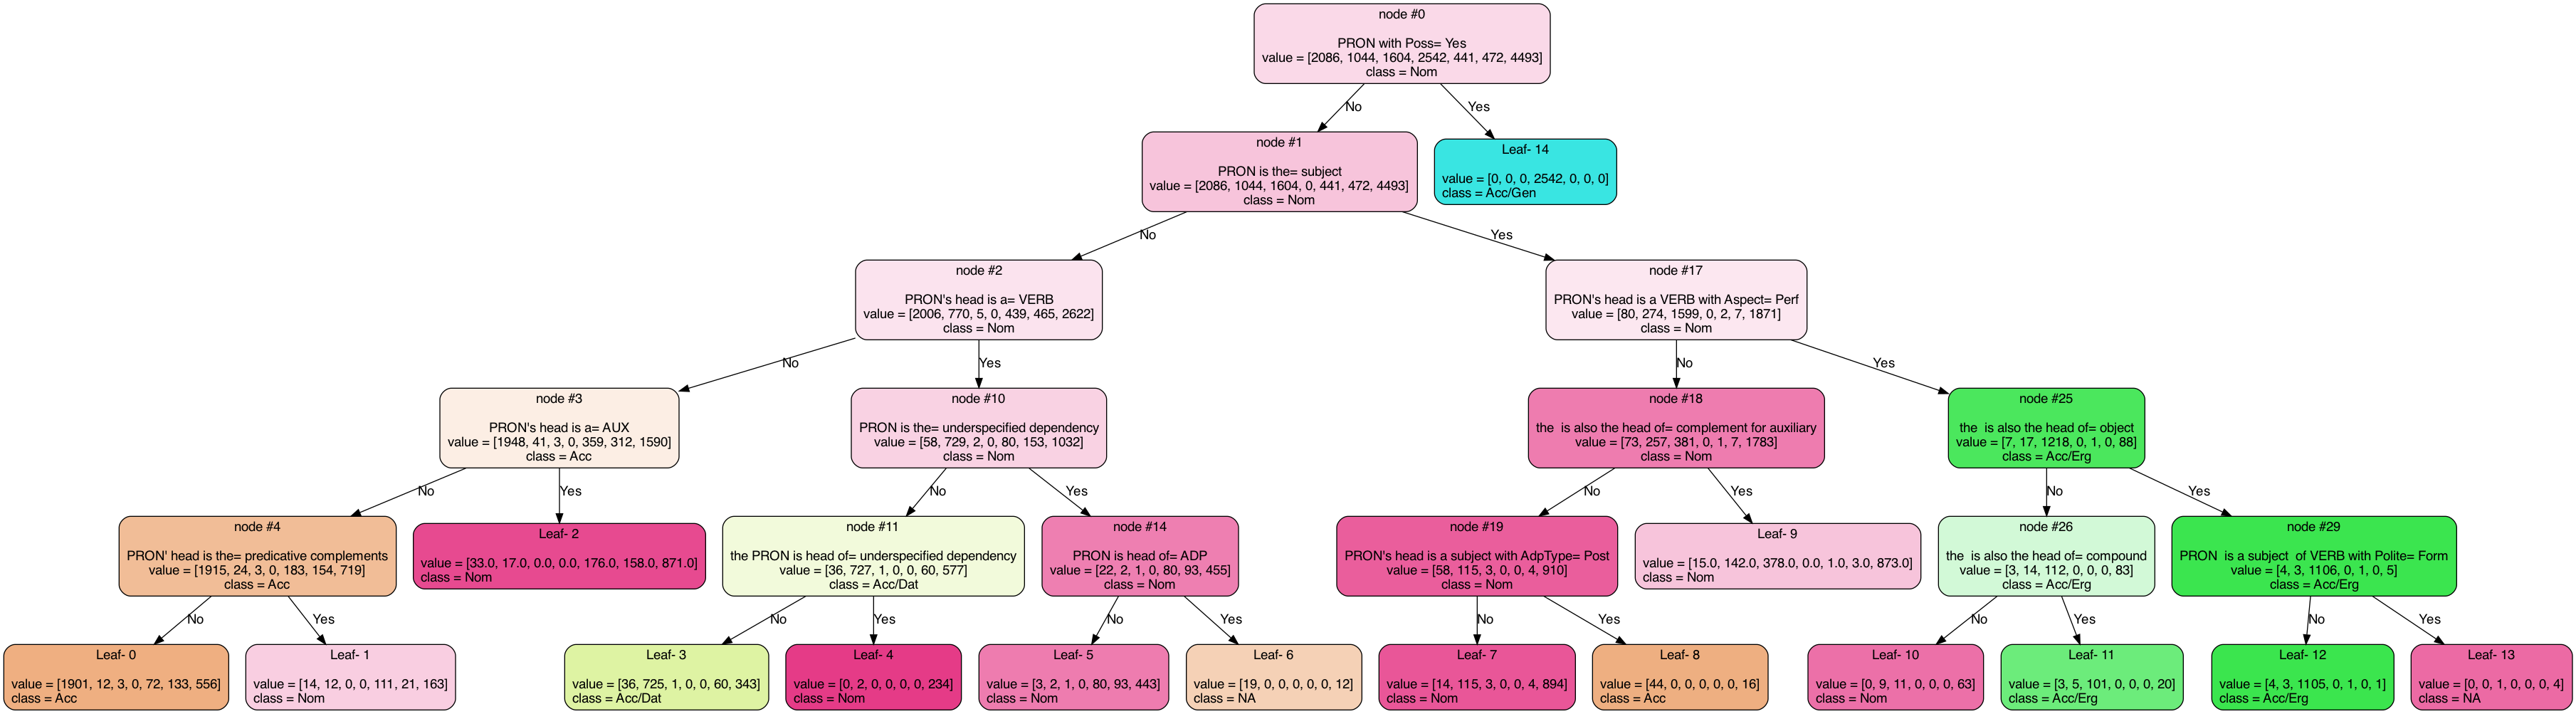 node #0
PRON with Poss= Yes
value = [2086, 1044, 1604, 2542, 441, 472, 4493]
class = Nom
No
Yes
node #1
PRON is the= subject
value = [2086, 1044, 1604, 0, 441, 472, 4493]
class = Nom
Leaf- 14
value = [0, 0, 0, 2542, 0, 0, 0]
class = Acc/Gen
No
Yes
node #2
PRON's head is a= VERB
value = [2006, 770, 5, 0, 439, 465, 2622]
class = Nom
node #17
PRON's head is a VERB with Aspect= Perf
value = [80, 274, 1599, 0, 2, 7, 1871]
class = Nom
No
Yes
No
Yes
node #3
PRON's head is a= AUX
value = [1948, 41, 3, 0, 359, 312, 1590]
class = Acc
node #10
PRON is the= underspecified dependency
value = [58, 729, 2, 0, 80, 153, 1032]
class = Nom
node #18
the  is also the head of= complement for auxiliary
value = [73, 257, 381, 0, 1, 7, 1783]
class = Nom
node #25
the  is also the head of= object
value = [7, 17, 1218, 0, 1, 0, 88]
class = Acc/Erg
No
Yes
No
Yes
No
Yes
No
Yes
node #4
PRON' head is the= predicative complements
value = [1915, 24, 3, 0, 183, 154, 719]
class = Acc
Leaf- 2
value = [33.0, 17.0, 0.0, 0.0, 176.0, 158.0, 871.0]
class = Nom
node #11
the PRON is head of= underspecified dependency
value = [36, 727, 1, 0, 0, 60, 577]
class = Acc/Dat
node #14
PRON is head of= ADP
value = [22, 2, 1, 0, 80, 93, 455]
class = Nom
node #19
PRON's head is a subject with AdpType= Post
value = [58, 115, 3, 0, 0, 4, 910]
class = Nom
Leaf- 9
value = [15.0, 142.0, 378.0, 0.0, 1.0, 3.0, 873.0]
class = Nom
node #26
the  is also the head of= compound
value = [3, 14, 112, 0, 0, 0, 83]
class = Acc/Erg
node #29
PRON  is a subject  of VERB with Polite= Form
value = [4, 3, 1106, 0, 1, 0, 5]
class = Acc/Erg
No
Yes
No
Yes
No
Yes
No
Yes
No
Yes
No
Yes
Leaf- 0
value = [1901, 12, 3, 0, 72, 133, 556]
class = Acc
Leaf- 1
value = [14, 12, 0, 0, 111, 21, 163]
class = Nom
Leaf- 3
value = [36, 725, 1, 0, 0, 60, 343]
class = Acc/Dat
Leaf- 4
value = [0, 2, 0, 0, 0, 0, 234]
class = Nom
Leaf- 5
value = [3, 2, 1, 0, 80, 93, 443]
class = Nom
Leaf- 6
value = [19, 0, 0, 0, 0, 0, 12]
class = NA
Leaf- 7
value = [14, 115, 3, 0, 0, 4, 894]
class = Nom
Leaf- 8
value = [44, 0, 0, 0, 0, 0, 16]
class = Acc
Leaf- 10
value = [0, 9, 11, 0, 0, 0, 63]
class = Nom
Leaf- 11
value = [3, 5, 101, 0, 0, 0, 20]
class = Acc/Erg
Leaf- 12
value = [4, 3, 1105, 0, 1, 0, 1]
class = Acc/Erg
Leaf- 13
value = [0, 0, 1, 0, 0, 0, 4]
class = NA